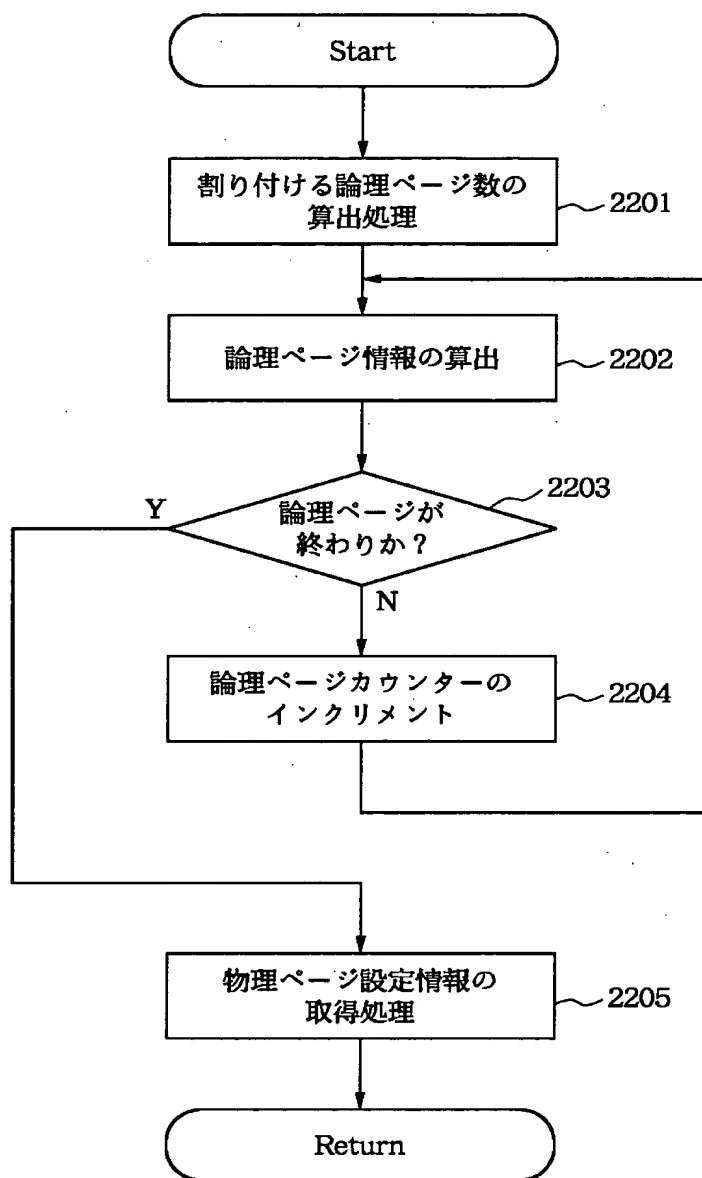 Start
割り付ける論理ページ数の
算出処理
2201
論理ページ情報の算出
2202
2203
Y
論理ページが
終わりか？
N
論理ページカウンターの
インクリメント
2204
物理ページ設定情報の
取得処理
2205
Return